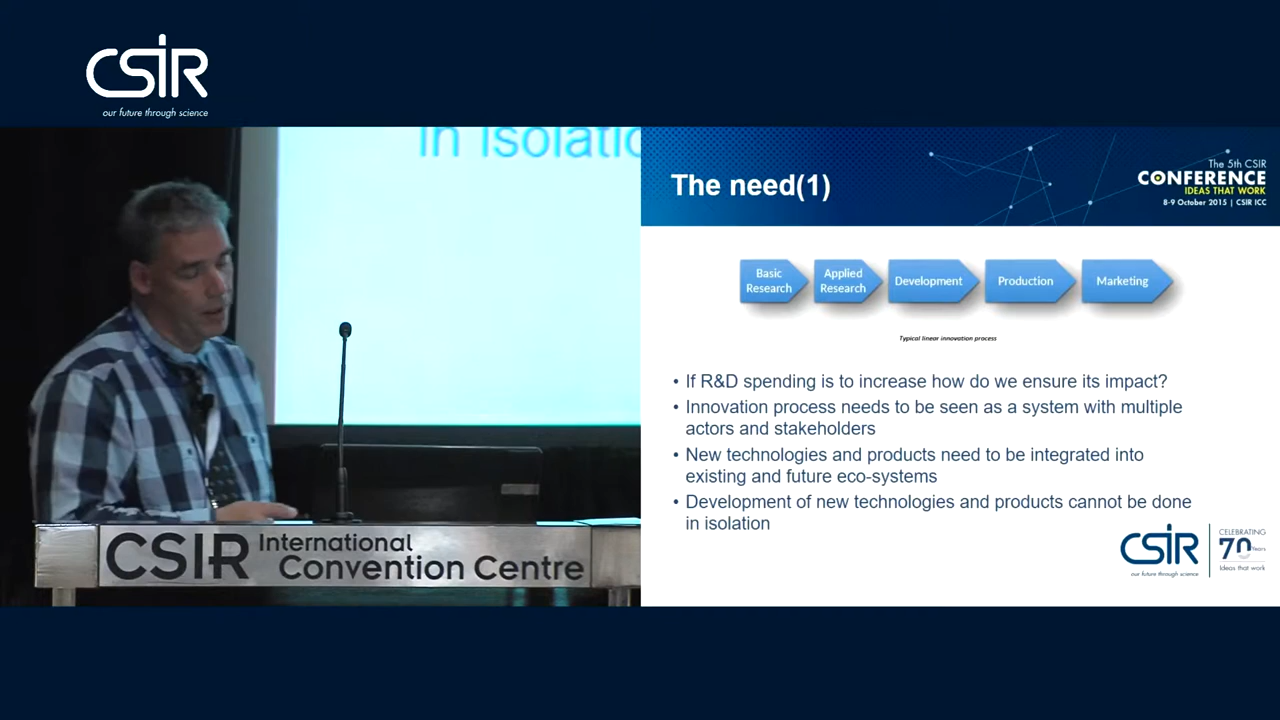 CSIR
our future through science
in isolatio
The need(1)
The 5th CSIR
CONFERENCE
IDEAS THAT WORK
8-9 October 2015 | CSIR ICC
Basic
Research
Applied
Research
Development
Production
Marketing
Typical linear innovation process
• If R&D spending is to increase how do we ensure its impact?
• Innovation process needs to be seen as a system with multiple
actors and stakeholders
• New technologies and products need to be integrated into
existing and future eco-systems
• Development of new technologies and products cannot be done
in isolation
CSIR
our future through science
CELEBRATING
70 Years
Ideas that work
CSIR International
Convention Centre